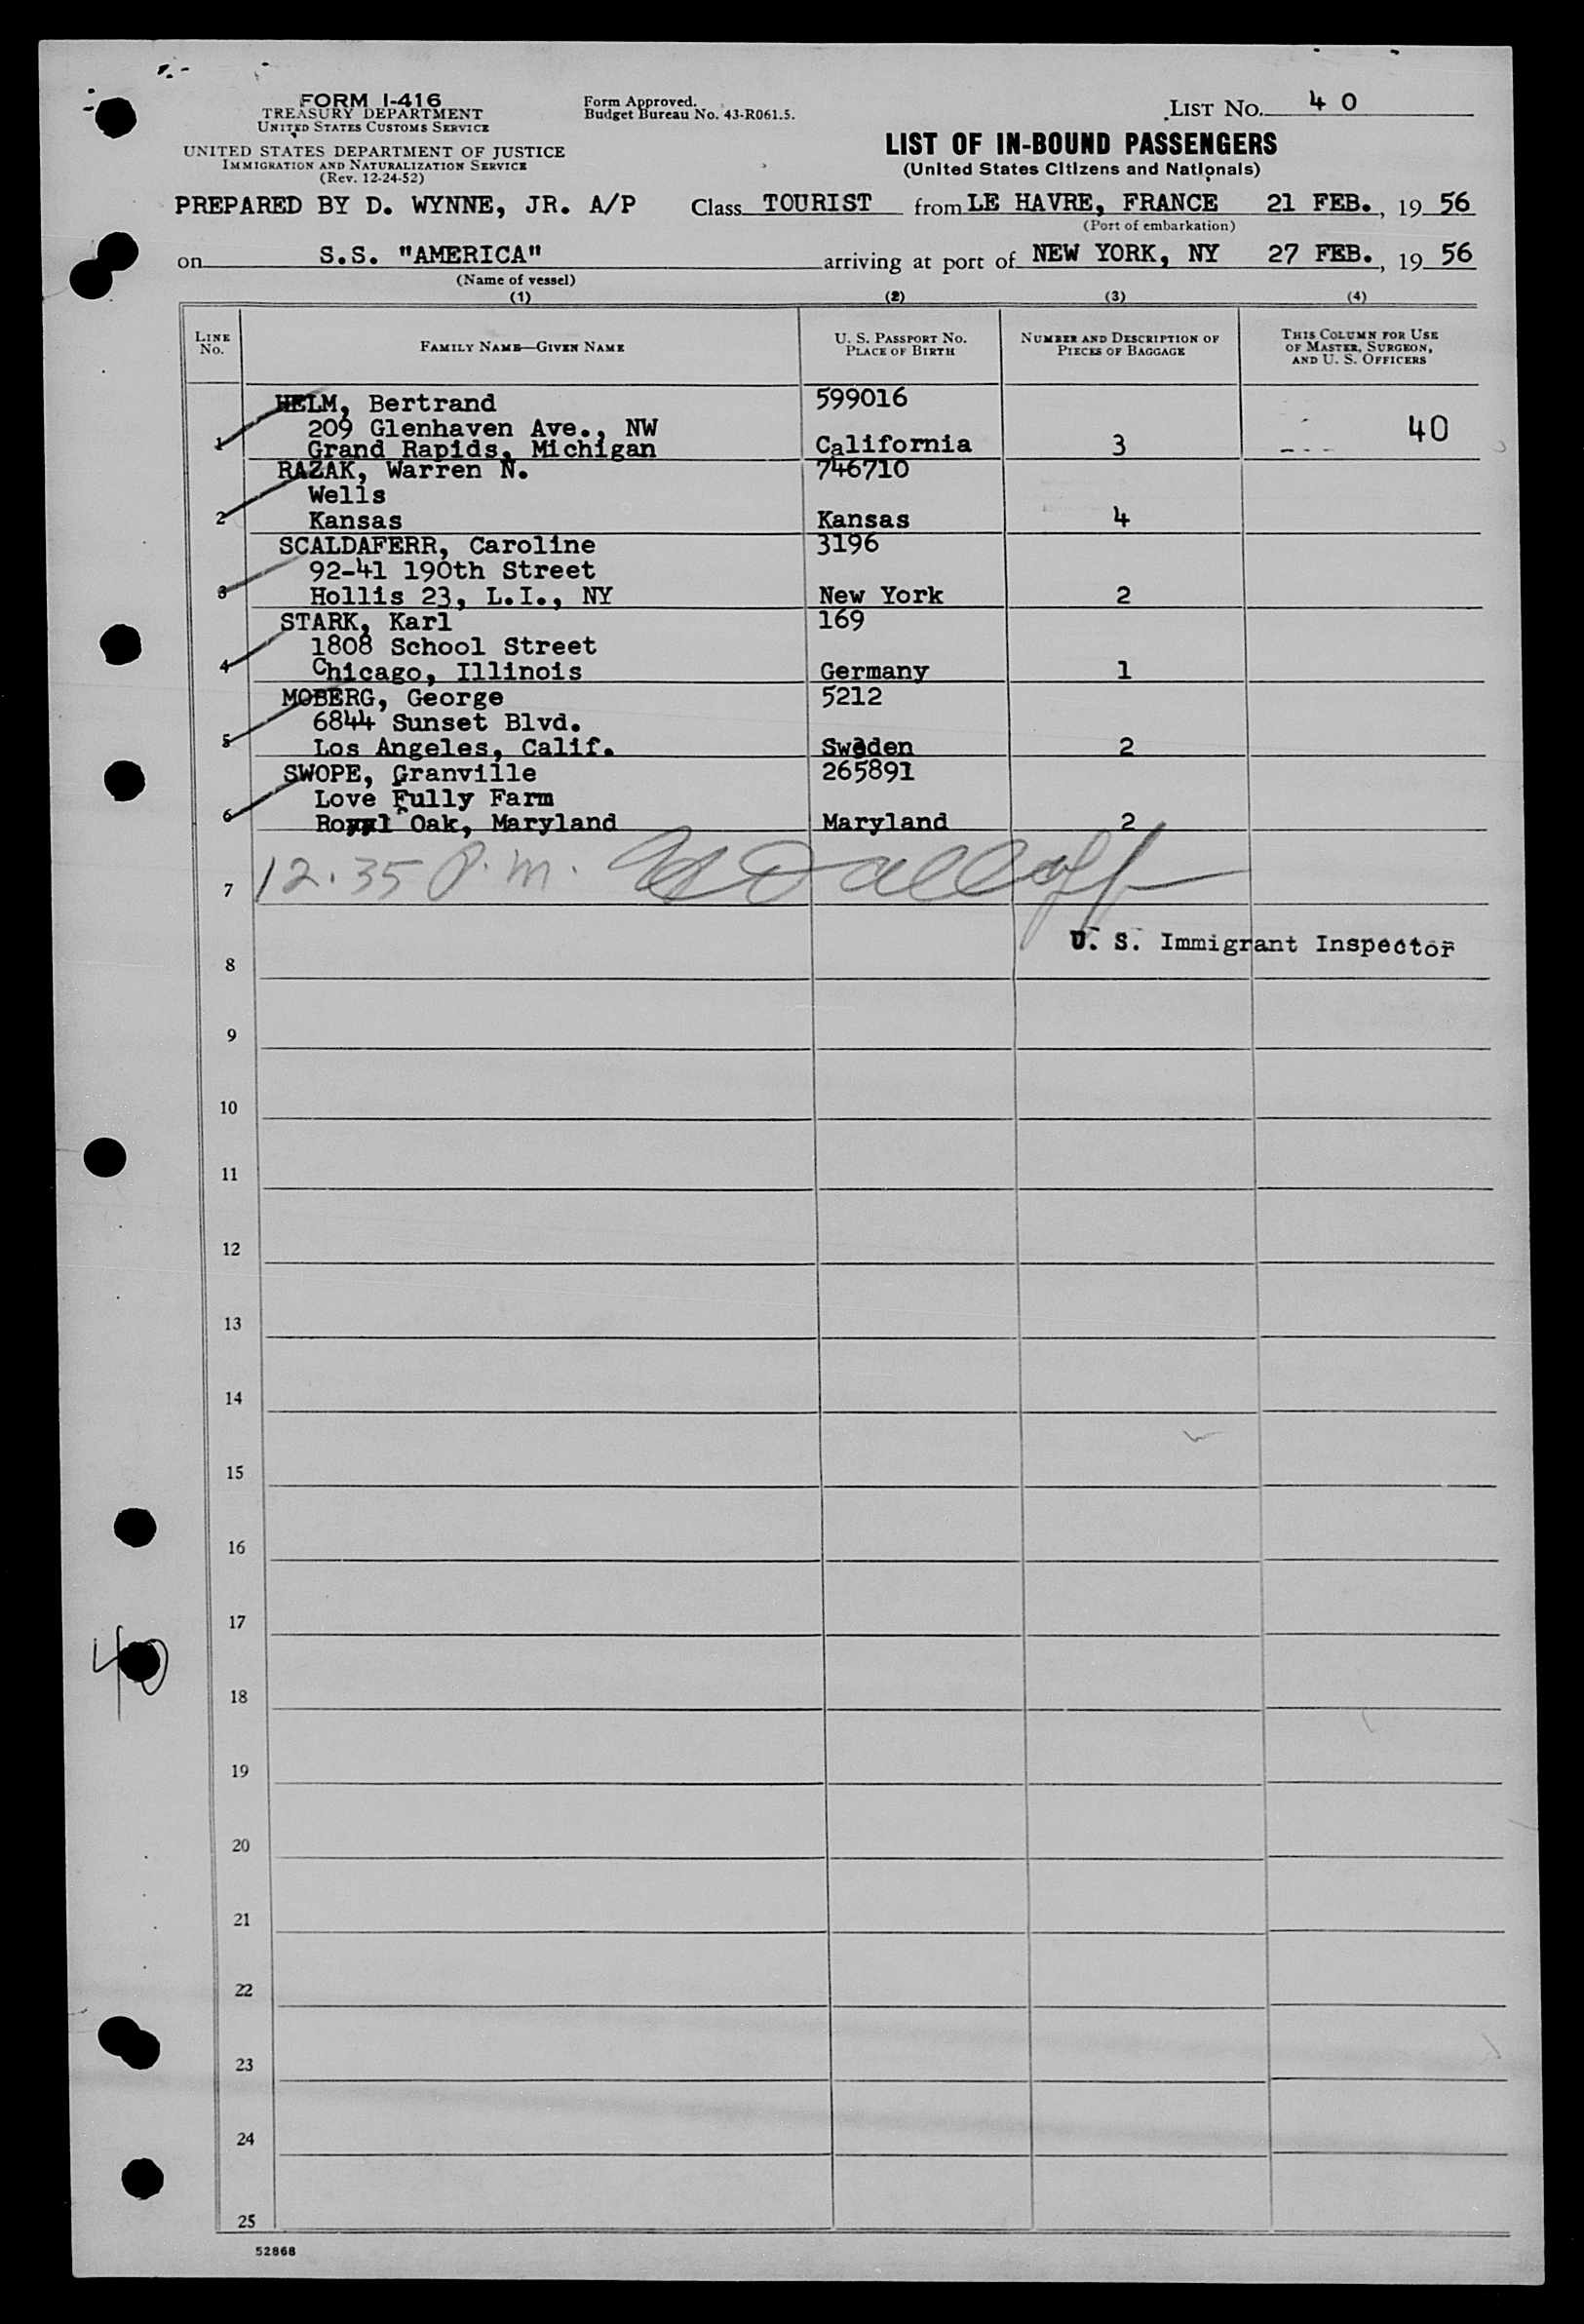 FORM I-416
TREASURY DEPARTMENT
UNITED STATES CUSTOMS SERVICE
UNITED STATES DEPARTMENT OF JUSTICE
IMMIGRATION AND NATURALIZATION SERVICE
(Rev. 12-24-52)
Form Approved.
Budget Bureau No. 43-R061.5.
LIST No. 4 0
LIST OF IN-BOUND PASSENGERS
(United States Citizens and Nationals)
PREPARED BY D. WYNNE, JR. A/P Class TOURIST from LE HAVRE, FRANCE 21 FEB., 19 56
(Port of embarkation)
on S.S. "AMERICA" arriving at port of NEW YORK, NY 27 FEB., 19 56
(Name of vessel)
(1) (2) (3) (4)
LINE No. FAMILY NAME—GIVEN NAME U. S. PASSPORT NO. PLACE OF BIRTH NUMBER AND DESCRIPTION OF PIECES OF BAGGAGE THIS COLUMN FOR USE OF MASTER, SURGEON, AND U. S. OFFICERS
HELM, Bertrand 599016
209 Glenhaven Ave., NW 40
1 Grand Rapids, Michigan California 3
RAZAK, Warren N. 746710
Wells
2 Kansas Kansas 4
SCALDAFERR, Caroline 3196
92-41 190th Street
3 Hollis 23, L.I., NY New York 2
STARK, Karl 169
1808 School Street
4 Chicago, Illinois Germany 1
MOBERG, George 5212
6844 Sunset Blvd.
5 Los Angeles, Calif. Sweden 2
SWOPE, Granville 265891
Love Fully Farm
6 Royal Oak, Maryland Maryland 2
7 12.35 P.M.
U. S. Immigrant Inspector
8
9
10
11
12
13
14
15
16
17
40
18
19
20
21
22
23
24
25
52868